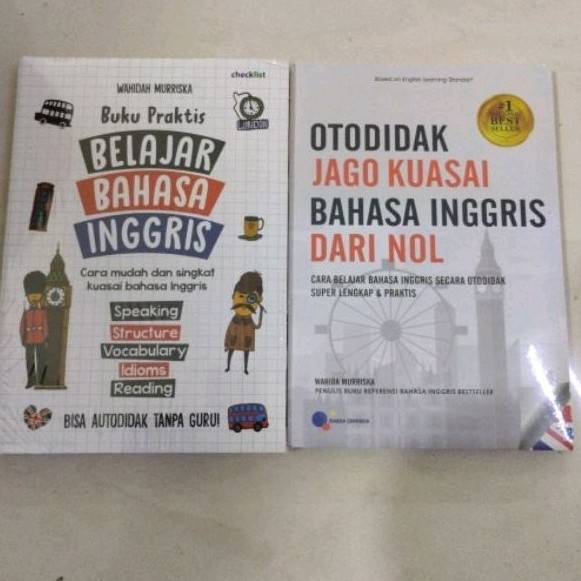 checklist
WAHIDAH MURRISKA
Buku Praktis
BELAJAR
BAHASA
INGGRIS
Cara mudah dan singkat
kuasai bahasa Inggris
Speaking
Structure
Vocabulary
Idioms
Reading
BISA AUTODIDAK TANPA GURU!
Based on English Learning Standart
#1
BEST
SELLER
OTODIDAK
JAGO KUASAI
BAHASA INGGRIS
DARI NOL
CARA BELAJAR BAHASA INGGRIS SECARA OTODIDAK
SUPER LENGKAP & PRAKTIS
WAHIDA MURRISKA
PENULIS BUKU REFERENSI BAHASA INGGRIS BESTSELLER